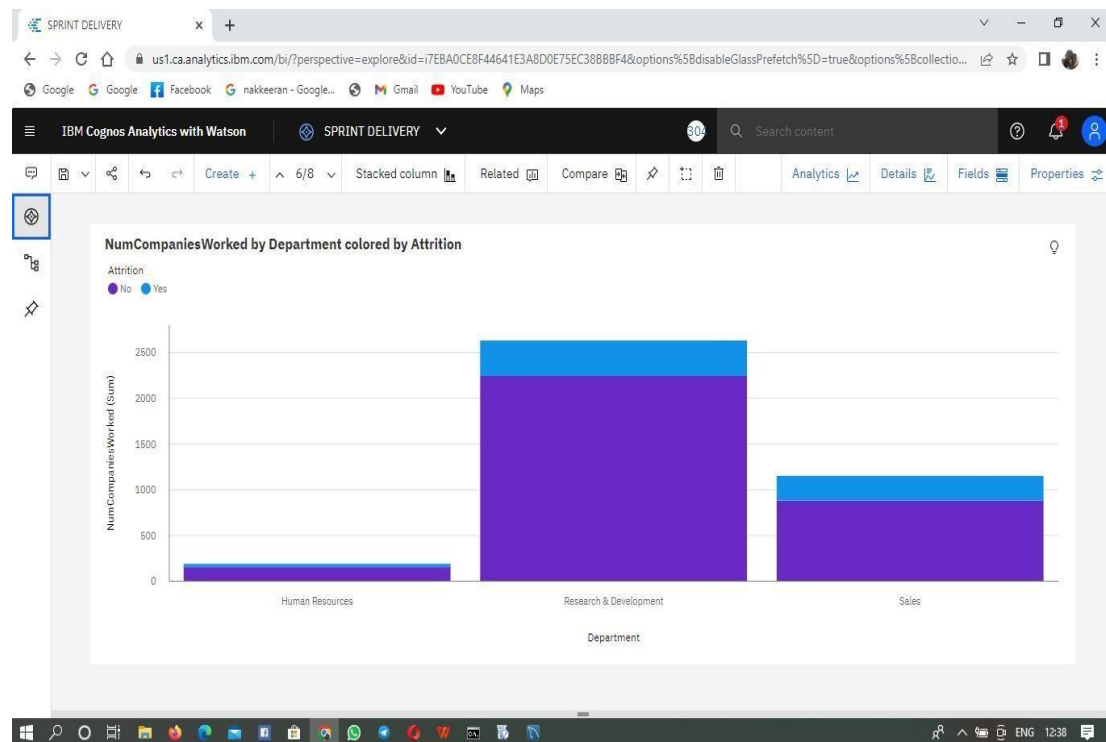 SPRINT DELIVERY
us1.ca.analytics.ibm.com/bi/?perspective=explore&id=i7EBA0CE8F44641E3A8D0E75EC38BBBF4&options%5BdisableGlassPrefetch%5D=true&options%5Bcollectio...
Google Google Facebook nakkeeran - Google... Gmail YouTube Maps
IBM Cognos Analytics with Watson SPRINT DELIVERY 304 Search content 1
Create + 6/8 Stacked column Related Compare Analytics Details Fields Properties
NumCompaniesWorked by Department colored by Attrition
Attrition
No Yes
NumCompaniesWorked (Sum)
2500
2000
1500
1000
500
0
Human Resources Research & Development Sales
Department
ENG 12:38